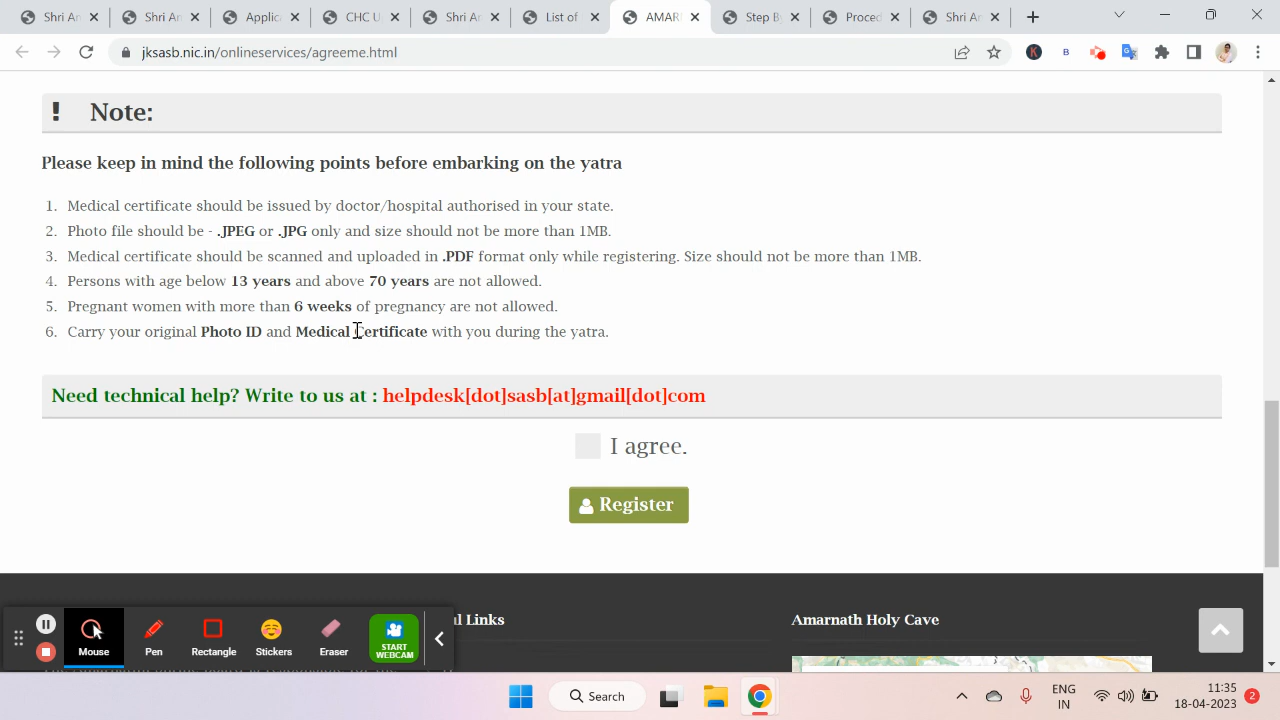 Shri An
Shri An
Applic
CHC U
Shri Ar
List of
AMAR
Step B
Proced
Shri Ar
jksasb.nic.in/onlineservices/agreeme.html
K
B
! Note:
Please keep in mind the following points before embarking on the yatra
1. Medical certificate should be issued by doctor/hospital authorised in your state.
2. Photo file should be - .JPEG or .JPG only and size should not be more than 1MB.
3. Medical certificate should be scanned and uploaded in .PDF format only while registering. Size should not be more than 1MB.
4. Persons with age below 13 years and above 70 years are not allowed.
5. Pregnant women with more than 6 weeks of pregnancy are not allowed.
6. Carry your original Photo ID and Medical Certificate with you during the yatra.
Need technical help? Write to us at : helpdesk[dot]sasb[at]gmail[dot]com
I agree.
Register
Links
Amarnath Holy Cave
Mouse
Pen
Rectangle
Stickers
Eraser
START
WEBCAM
Search
ENG
IN
11:35
18-04-2023
2